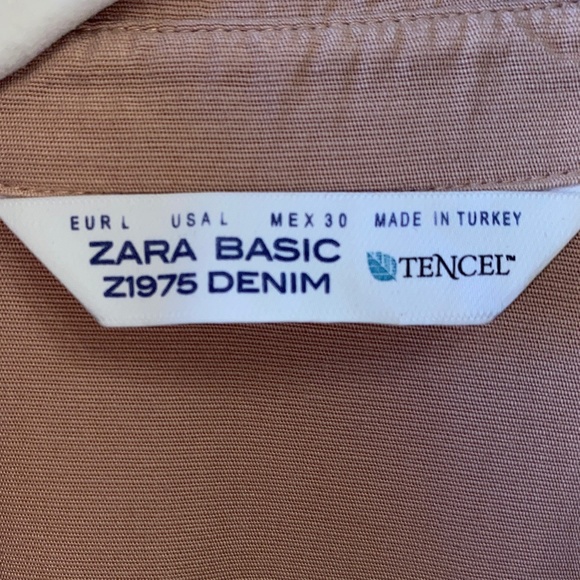 EUR L USA L MEX 30 MADE IN TURKEY
ZARA BASIC
Z1975 DENIM
TENCEL™